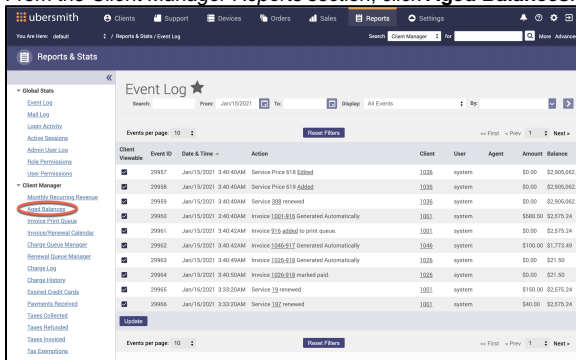 From the Client Manager Reports section, click Aged Balances.
ubersmith Clients Support Devices Orders Sales Reports Settings
You Are Here: default / Reports & Stats / Event Log Search Client Manager for More Advance
Reports & Stats
«
Global Stats
Event Log
Mail Log
Login Activity
Active Sessions
Admin User Log
Role Permissions
User Permissions
Client Manager
Monthly Recurring Revenue
Aged Balances
Invoice Print Queue
Invoice/Renewal Calendar
Charge Queue Manager
Renewal Queue Manager
Charge Log
Charge History
Expired Credit Cards
Payments Received
Taxes Collected
Taxes Refunded
Taxes Invoiced
Tax Exemptions
Event Log
Search: From: Jan/15/2021 To: Display: All Events By:
Events per page: 10 Reset Filters «« First « Prev 1 Next »
Client Viewable Event ID Date & Time Action Client User Agent Amount Balance
29957 Jan/15/2021 3:40:40AM Service Price 618 Edited 1036 system $0.00 $2,905,062.
29958 Jan/15/2021 3:40:40AM Service Price 619 Added 1036 system $0.00 $2,905,062.
29959 Jan/15/2021 3:40:40AM Service 308 renewed 1036 system $0.00 $2,905,062.
29960 Jan/15/2021 3:40:40AM Invoice 1001-916 Generated Automatically 1001 system $680.50 $2,575.24
29961 Jan/15/2021 3:40:42AM Invoice 916 added to print queue. 1001 system $0.00 $2,575.24
29962 Jan/15/2021 3:40:42AM Invoice 1046-917 Generated Automatically 1046 system $100.00 $1,773.49
29963 Jan/15/2021 3:40:49AM Invoice 1026-918 Generated Automatically 1026 system $0.00 $21.50
29964 Jan/15/2021 3:40:50AM Invoice 1026-918 marked paid. 1026 system $0.00 $21.50
29965 Jan/16/2021 3:33:20AM Service 19 renewed 1001 system $150.00 $2,575.24
29966 Jan/16/2021 3:33:20AM Service 197 renewed 1001 system $40.00 $2,575.24
Update
Events per page: 10 Reset Filters «« First « Prev 1 Next »